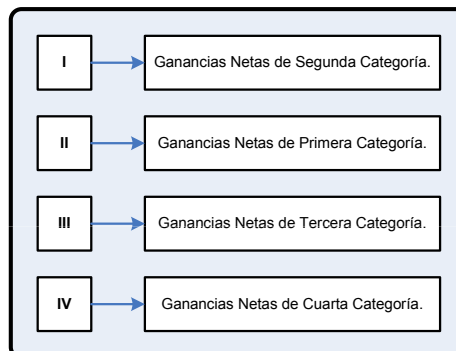 I Ganancias Netas de Segunda Categoría.
II Ganancias Netas de Primera Categoría.
III Ganancias Netas de Tercera Categoría.
IV Ganancias Netas de Cuarta Categoría.